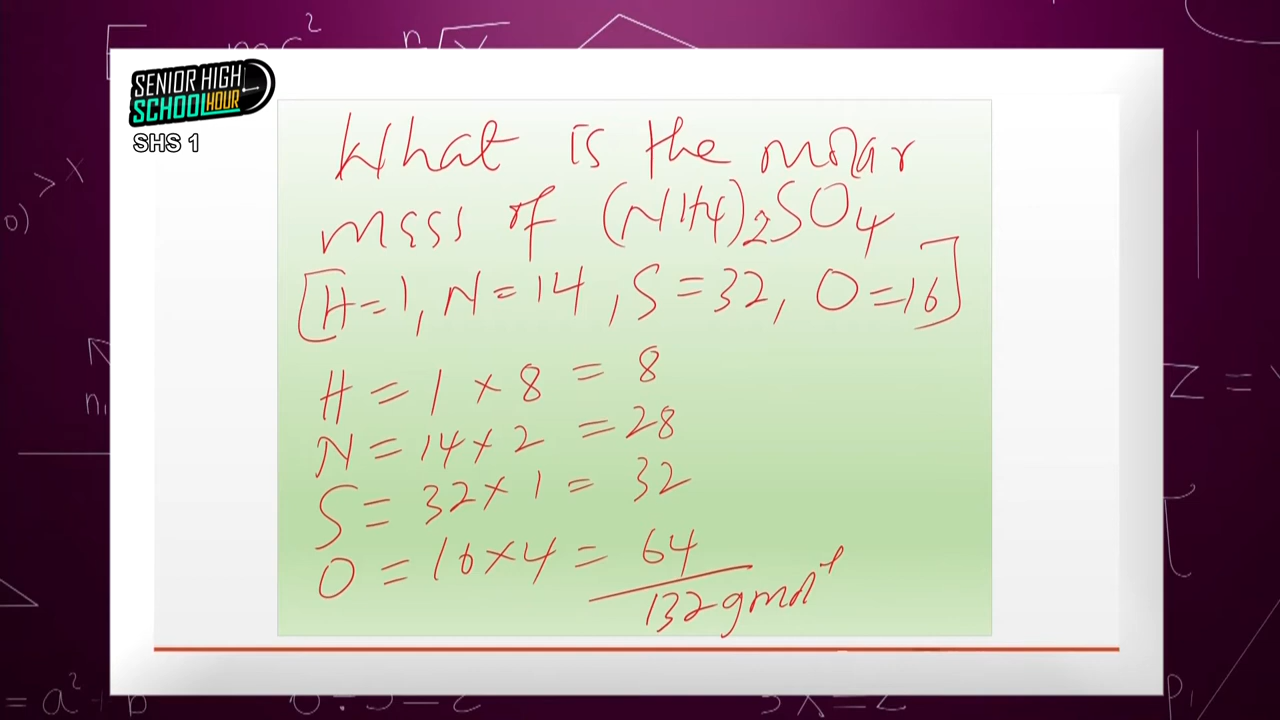 SENIOR HIGH
SCHOOL HOUR
SHS 1
What is the molar
mass of (NH4)2SO4
[H=1, N=14, S=32, O=16]
H = 1 × 8 = 8
N = 14 × 2 = 28
S = 32 × 1 = 32
O = 16 × 4 = 64
132gmol⁻¹
= a² + b